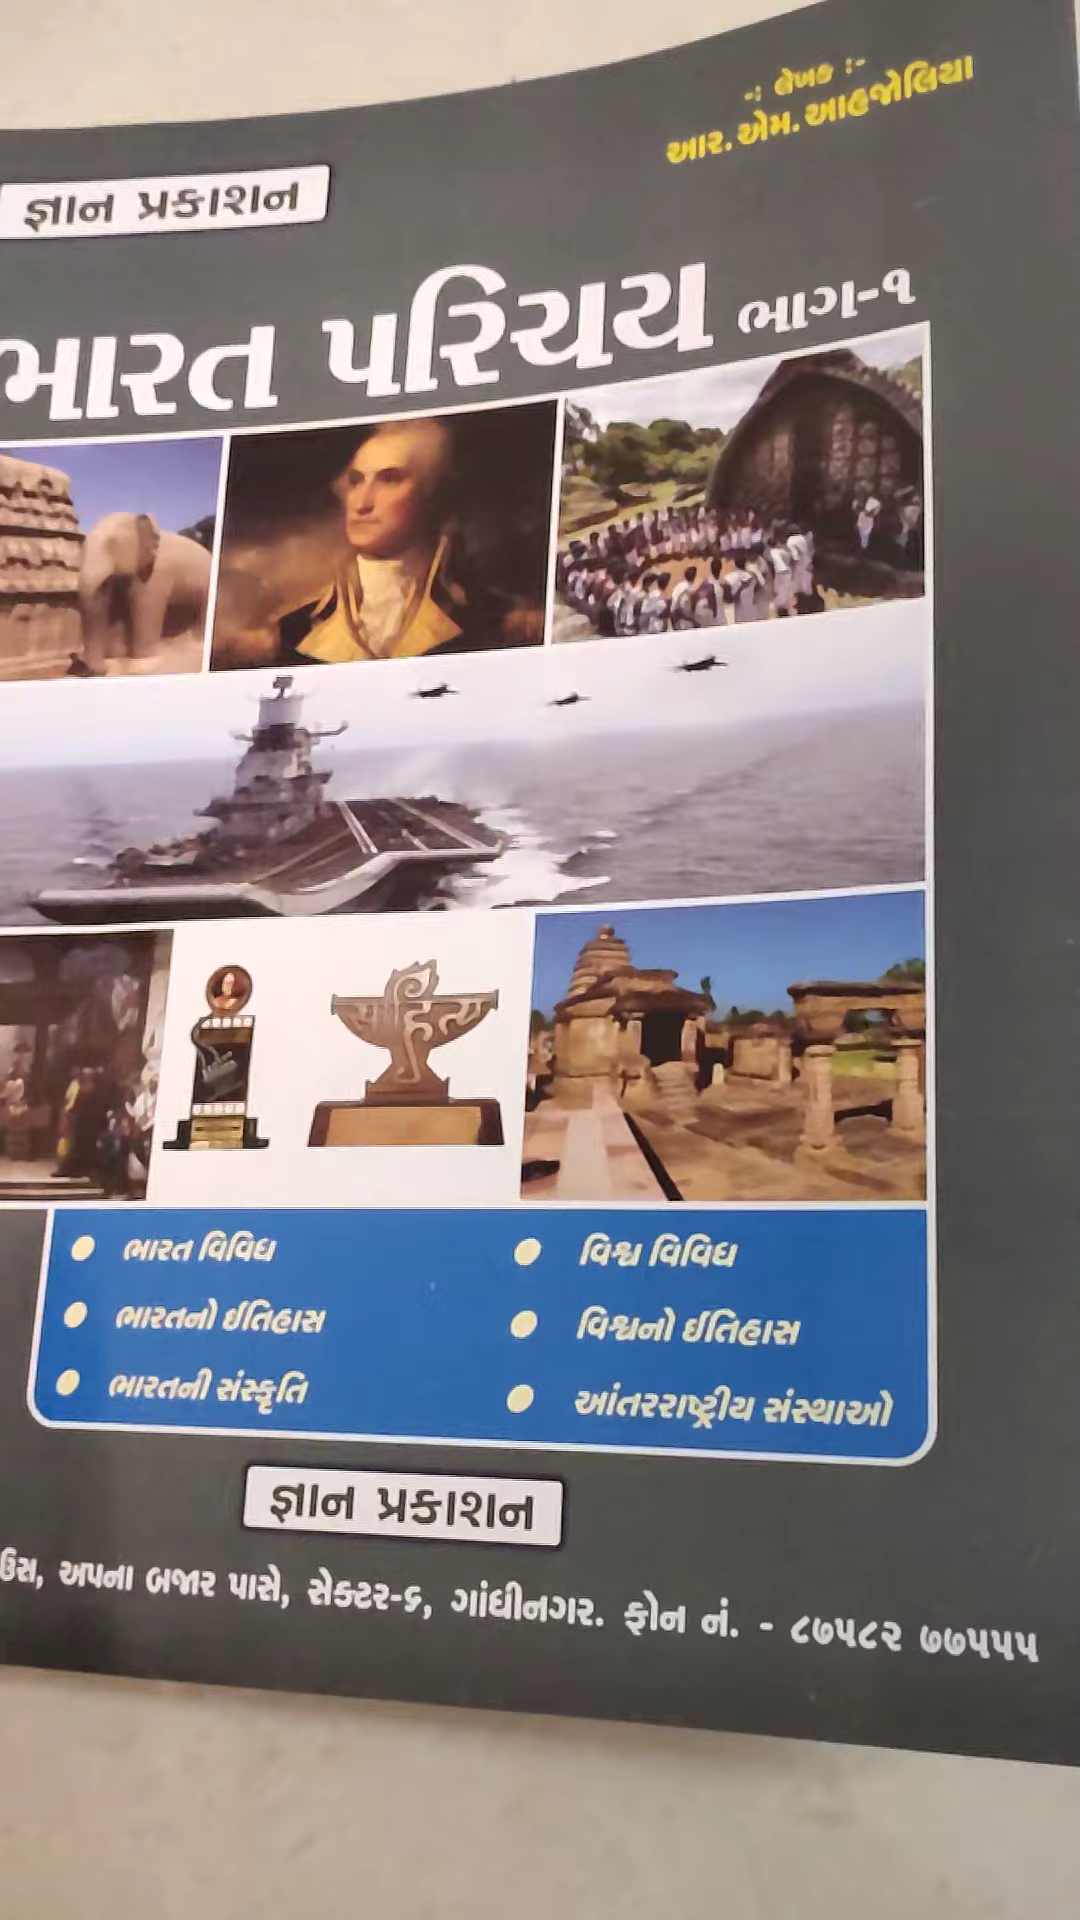 -: લેખક :-
આર. એમ. આહજોલિયા
જ્ઞાન પ્રકાશન
ભારત પરિચય ભાગ-૧
साहित्य
ભારત વિવિધ
ભારતનો ઈતિહાસ
ભારતની સંસ્કૃતિ
વિશ્વ વિવિધ
વિશ્વનો ઈતિહાસ
આંતરરાષ્ટ્રીય સંસ્થાઓ
જ્ઞાન પ્રકાશન
અપના બજાર પાસે, સેક્ટર-૬, ગાંધીનગર. ફોન નં. - ૮૭૫૮૨ ૭૭૫૫૫